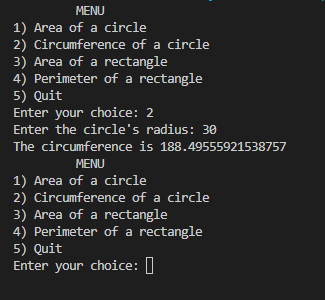 MENU
1) Area of a circle
2) Circumference of a circle
3) Area of a rectangle
4) Perimeter of a rectangle
5) Quit
Enter your choice: 2
Enter the circle's radius: 30
The circumference is 188.49555921538757
MENU
1) Area of a circle
2) Circumference of a circle
3) Area of a rectangle
4) Perimeter of a rectangle
5) Quit
Enter your choice: